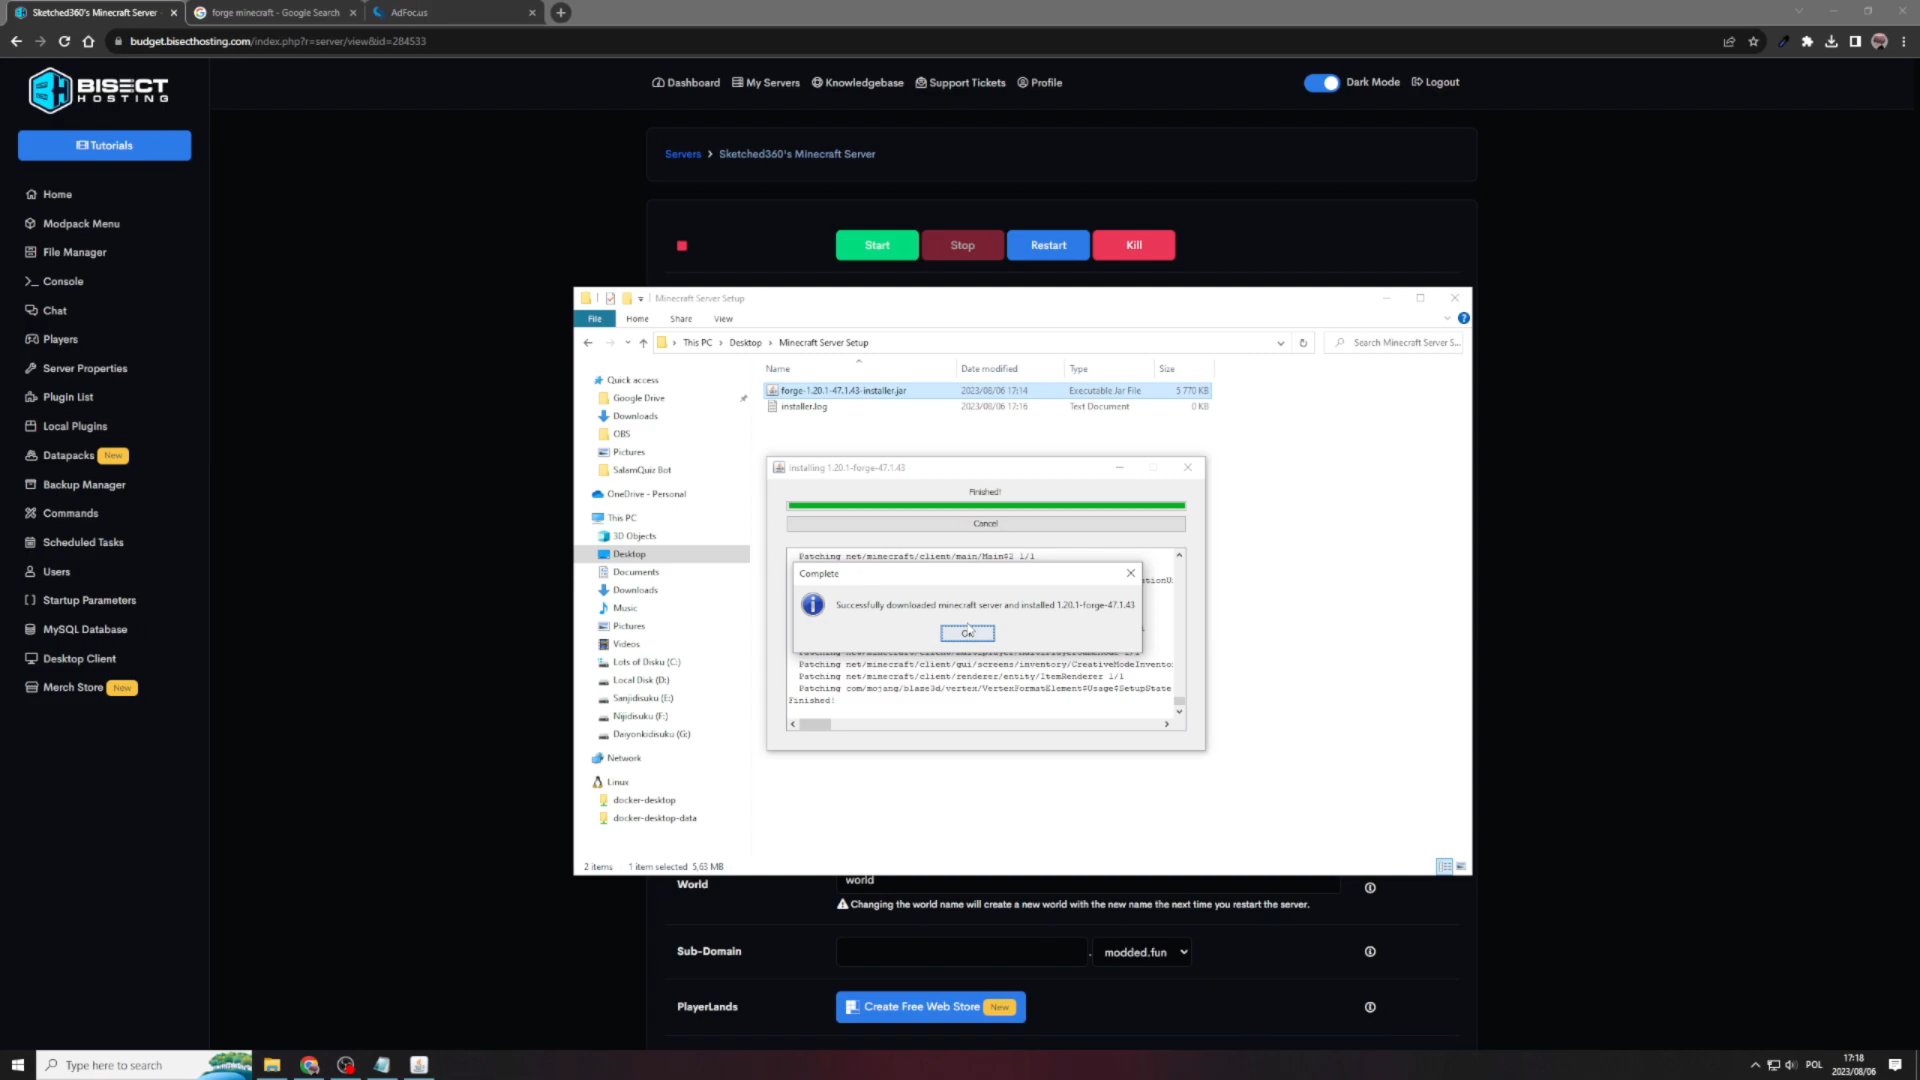 Sketched360's Minecraft Server
forge minecraft - Google Search
AdFoc.us
budget.bisecthosting.com/index.php?r=server/view&id=284533
BISECT
HOSTING
Dashboard
My Servers
Knowledgebase
Support Tickets
Profile
Dark Mode
Logout
Tutorials
Home
Modpack Menu
File Manager
Console
Chat
Players
Server Properties
Plugin List
Local Plugins
Datapacks New
Backup Manager
Commands
Scheduled Tasks
Users
Startup Parameters
MySQL Database
Desktop Client
Merch Store New
Servers > Sketched360's Minecraft Server
Start
Stop
Restart
Kill
Minecraft Server Setup
File
Home
Share
View
This PC > Desktop > Minecraft Server Setup
Search Minecraft Server S...
Quick access
Google Drive
Downloads
OBS
Pictures
SalamQuiz Bot
OneDrive - Personal
This PC
3D Objects
Desktop
Documents
Downloads
Music
Pictures
Videos
Lots of Disku (C:)
Local Disk (D:)
Sanjidisuku (E:)
Nijidisuku (F:)
Daiyonkidisuku (G:)
Network
Linux
docker-desktop
docker-desktop-data
Name
Date modified
Type
Size
forge-1.20.1-47.1.43-installer.jar
2023/08/06 17:14
Executable Jar File
5 770 KB
installer.log
2023/08/06 17:16
Text Document
0 KB
Installing 1.20.1-forge-47.1.43
Finished!
Cancel
Patching net/minecraft/client/main/Main$2 1/1
Complete
Successfully downloaded minecraft server and installed 1.20.1-forge-47.1.43
OK
Patching net/minecraft/client/gui/screens/inventory/CreativeModeInvento
Patching net/minecraft/client/renderer/entity/ItemRenderer 1/1
Patching com/mojang/blaze3d/vertex/VertexFormatElement$Usage$SetupState
Finished!
2 items
1 item selected 5,63 MB
World
world
Changing the world name will create a new world with the new name the next time you restart the server.
Sub-Domain
. modded.fun
PlayerLands
Create Free Web Store New
Type here to search
POL
17:18
2023/08/06